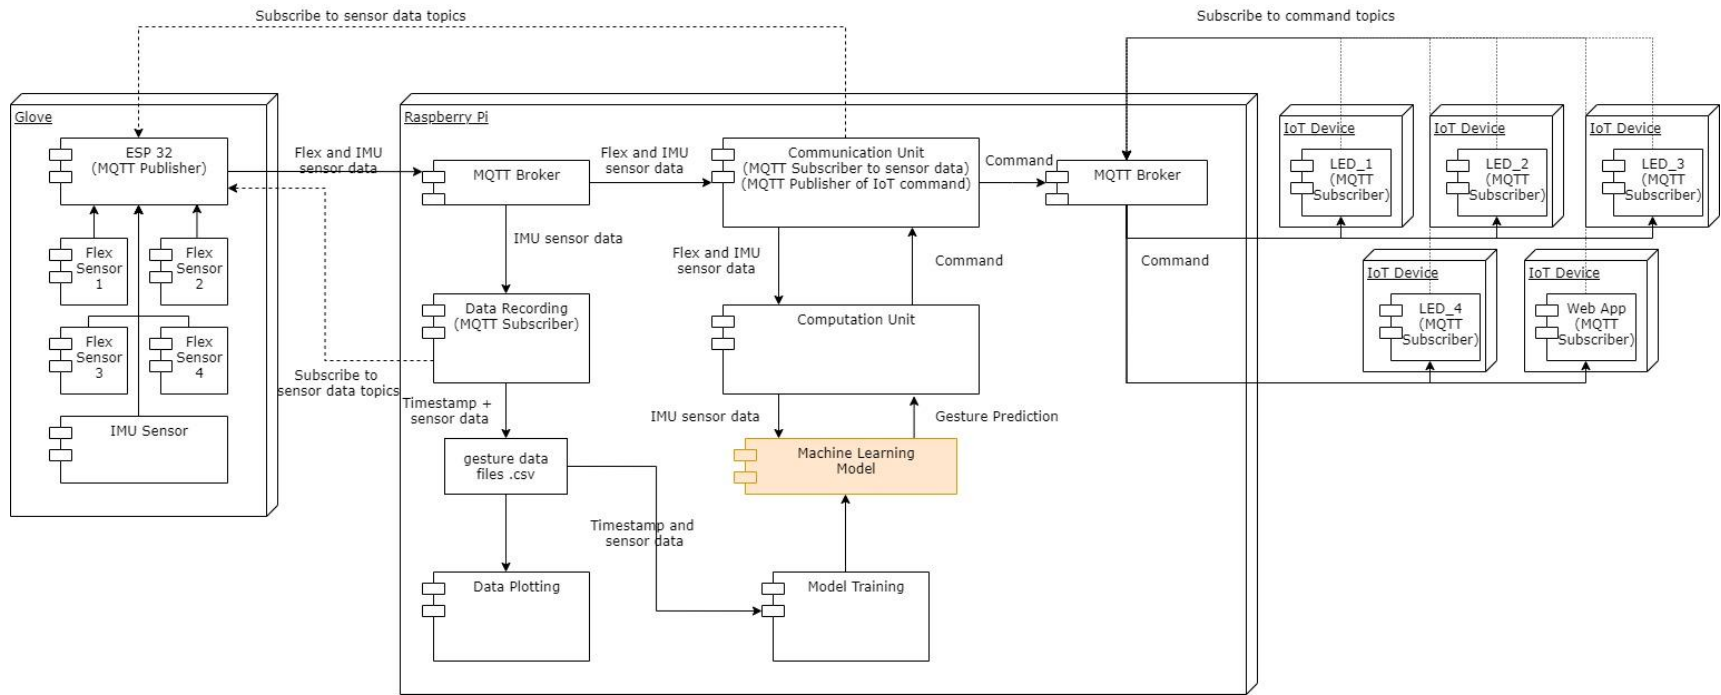 Subscribe to sensor data topics
Subscribe to command topics
Glove
ESP 32
(MQTT Publisher)
Flex
Sensor
1
Flex
Sensor
2
Flex
Sensor
3
Flex
Sensor
4
IMU Sensor
Flex and IMU
sensor data
Subscribe to
sensor data topics
Raspberry Pi
MQTT Broker
Flex and IMU
sensor data
Communication Unit
(MQTT Subscriber to sensor data)
(MQTT Publisher of IoT command)
Command
MQTT Broker
IMU sensor data
Flex and IMU
sensor data
Command
Data Recording
(MQTT Subscriber)
Computation Unit
Timestamp +
sensor data
IMU sensor data
Gesture Prediction
gesture data
files .csv
Machine Learning
Model
Timestamp and
sensor data
Data Plotting
Model Training
Command
IoT Device
LED_1
(MQTT
Subscriber)
IoT Device
LED_2
(MQTT
Subscriber)
IoT Device
LED_3
(MQTT
Subscriber)
IoT Device
LED_4
(MQTT
Subscriber)
IoT Device
Web App
(MQTT
Subscriber)